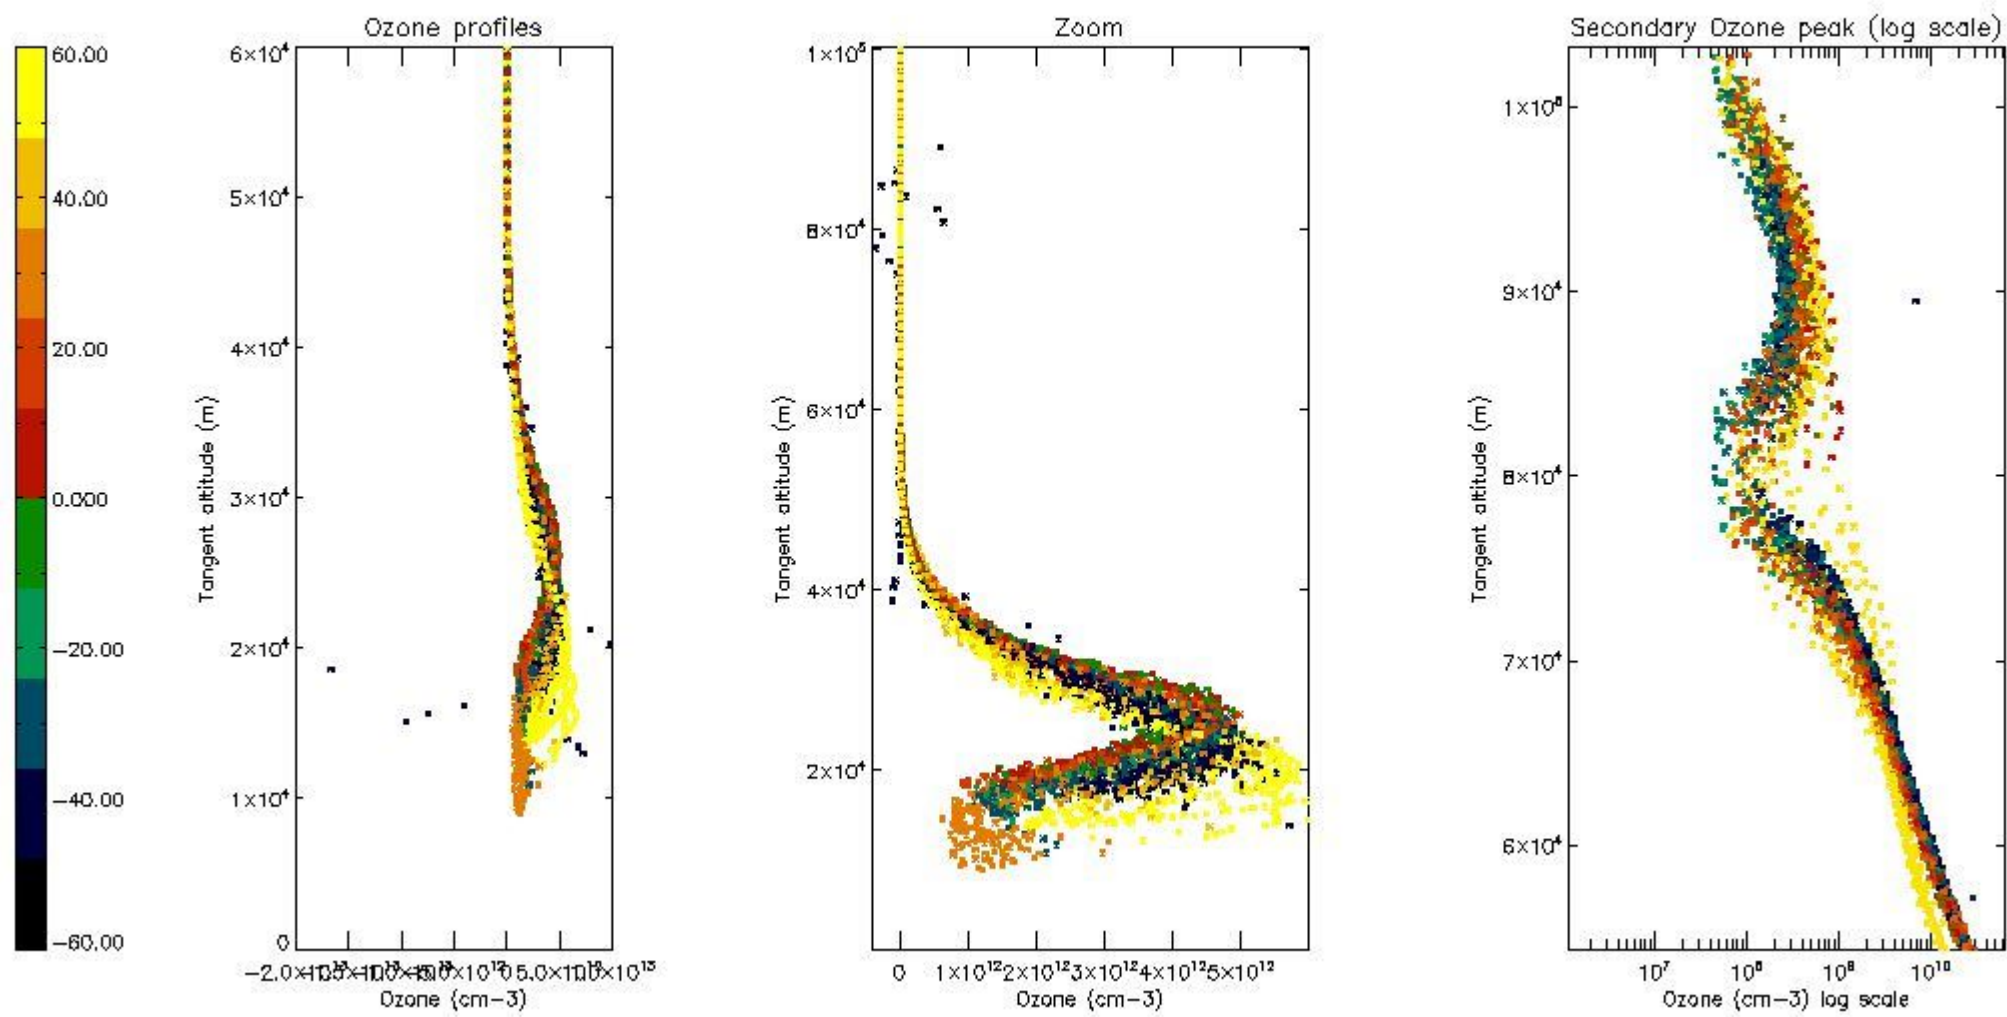 Ozone profiles
Zoom
Secondary Ozone peak (log scale)
60.00
40.00
20.00
−20.00
−40.00
−60.00
Tangent altitude (m)
6×10⁴
5×10⁴
4×10⁴
3×10⁴
2×10⁴
1×10⁴
0
Ozone (cm−3)
Tangent altitude (m)
1×10⁵
8×10⁴
6×10⁴
4×10⁴
2×10⁴
0 1×10¹² 2×10¹² 3×10¹² 4×10¹² 5×10¹²
Ozone (cm−3)
Tangent altitude (m)
1×10⁵
9×10⁴
8×10⁴
7×10⁴
6×10⁴
10⁷ 10⁸ 10⁹ 10¹⁰
Ozone (cm−3) log scale